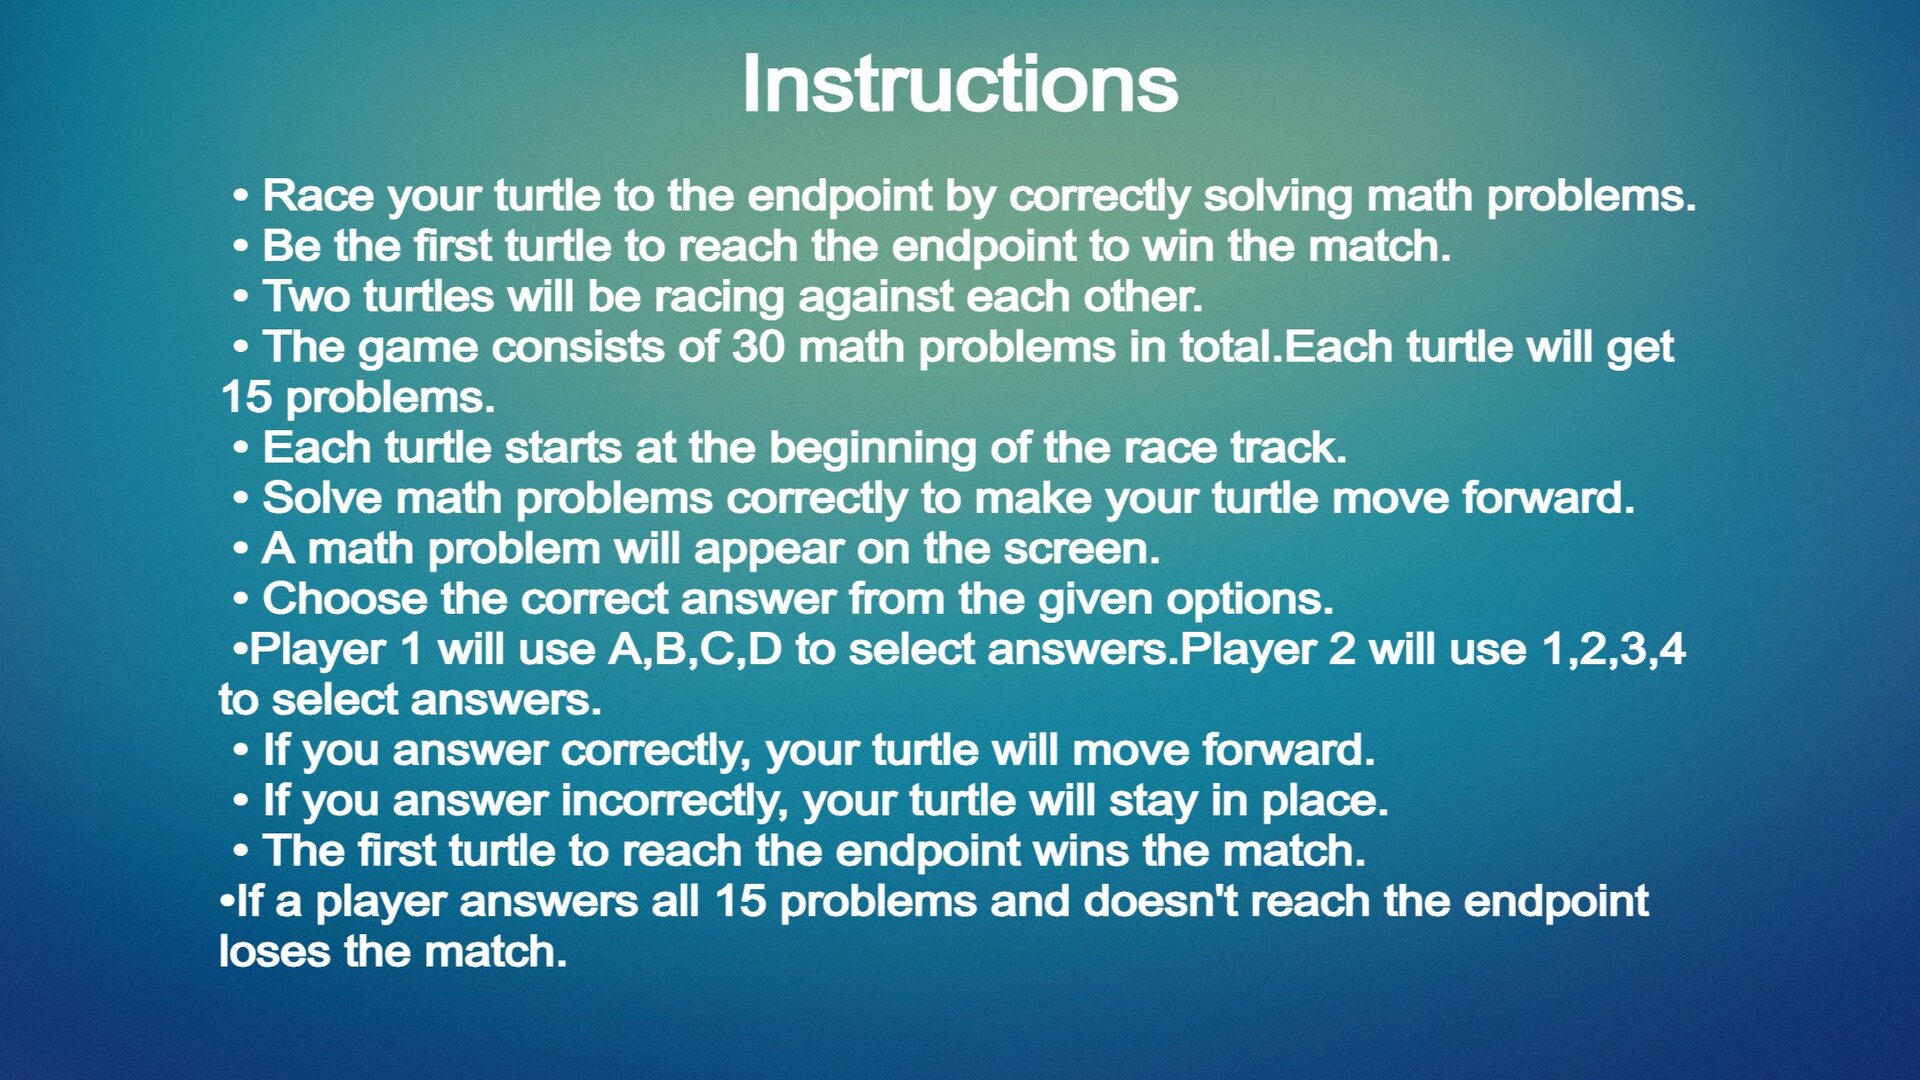 Instructions
• Race your turtle to the endpoint by correctly solving math problems.
• Be the first turtle to reach the endpoint to win the match.
• Two turtles will be racing against each other.
• The game consists of 30 math problems in total.Each turtle will get
15 problems.
• Each turtle starts at the beginning of the race track.
• Solve math problems correctly to make your turtle move forward.
• A math problem will appear on the screen.
• Choose the correct answer from the given options.
•Player 1 will use A,B,C,D to select answers.Player 2 will use 1,2,3,4
to select answers.
• If you answer correctly, your turtle will move forward.
• If you answer incorrectly, your turtle will stay in place.
• The first turtle to reach the endpoint wins the match.
•If a player answers all 15 problems and doesn't reach the endpoint
loses the match.